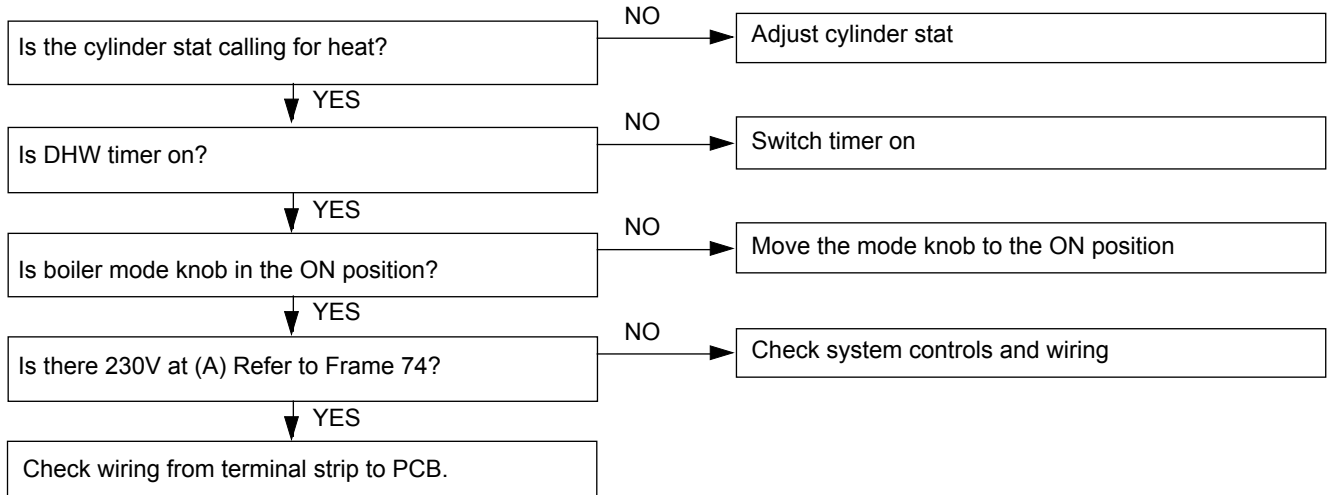 Is the cylinder stat calling for heat?
NO
Adjust cylinder stat
YES
Is DHW timer on?
NO
Switch timer on
YES
Is boiler mode knob in the ON position?
NO
Move the mode knob to the ON position
YES
Is there 230V at (A) Refer to Frame 74?
NO
Check system controls and wiring
YES
Check wiring from terminal strip to PCB.